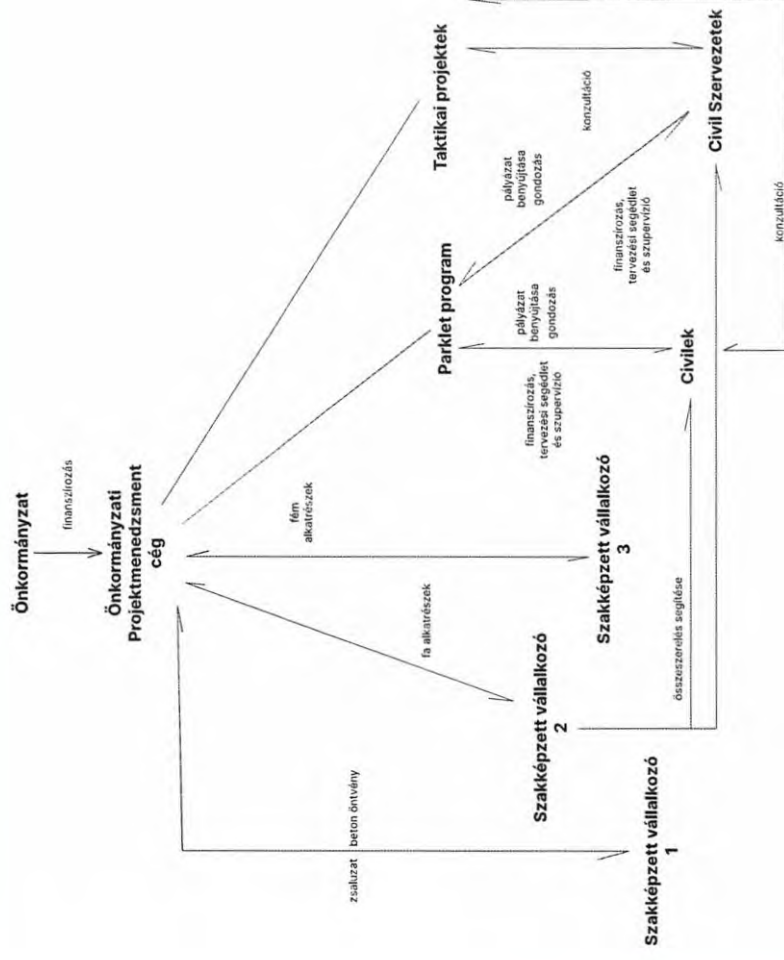 Önkormányzat
finanszírozás
Önkormányzati
Projektmenedzsment
cég
zsaluzat
beton öntvény
fa alkatrészek
fém
alkatrészek
Szakképzett vállalkozó
1
Szakképzett vállalkozó
2
Szakképzett vállalkozó
3
összeszerelés segítése
Parklet program
Taktikai projektek
finanszírozás,
tervezési segédlet
és szupervízió
pályázat
benyújtása
gondozás
pályázat
benyújtása
gondozás
finanszírozás,
tervezési segédlet
és szupervízió
konzultáció
Civilek
Civil Szervezetek
konzultáció